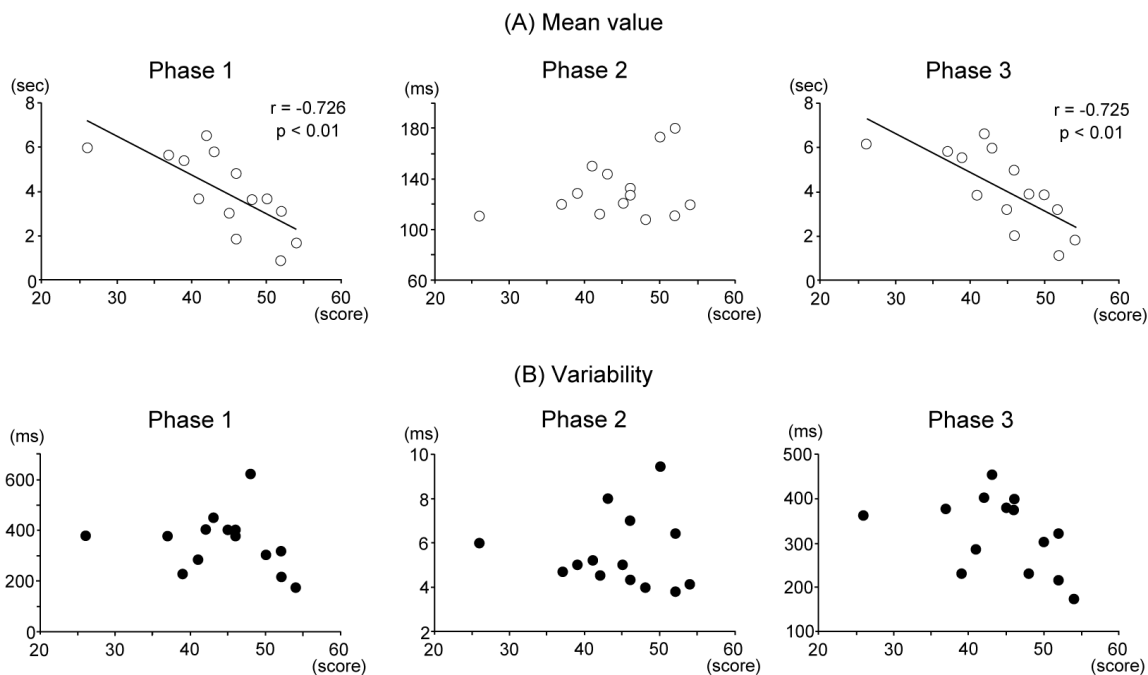 (A) Mean value
Phase 1
(sec)
r = -0.726
p < 0.01
8
6
4
2
0
20 30 40 50 60
(score)
Phase 2
(ms)
180
140
100
60
20 30 40 50 60
(score)
Phase 3
(sec)
r = -0.725
p < 0.01
8
6
4
2
0
20 30 40 50 60
(score)
(B) Variability
Phase 1
(ms)
600
400
200
0
20 30 40 50 60
(score)
Phase 2
(ms)
10
8
6
4
2
20 30 40 50 60
(score)
Phase 3
(ms)
500
400
300
200
100
20 30 40 50 60
(score)